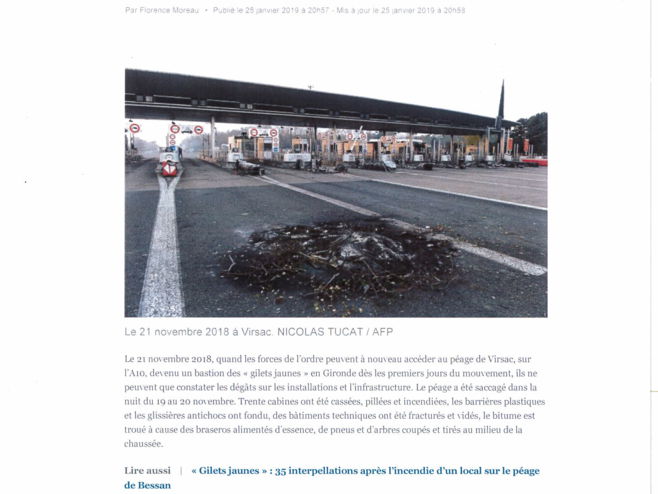 Par Florence Moreau • Publié le 25 janvier 2019 à 20h57 - Mis à jour le 25 janvier 2019 à 20h58
Le 21 novembre 2018 à Virsac. NICOLAS TUCAT / AFP
Le 21 novembre 2018, quand les forces de l'ordre peuvent à nouveau accéder au péage de Virsac, sur
l'A10, devenu un bastion des « gilets jaunes » en Gironde dès les premiers jours du mouvement, ils ne
peuvent que constater les dégâts sur les installations et l'infrastructure. Le péage a été saccagé dans la
nuit du 19 au 20 novembre. Trente cabines ont été cassées, pillées et incendiées, les barrières plastiques
et les glissières antichocs ont fondu, des bâtiments techniques ont été fracturés et vidés, le bitume est
troué à cause des braseros alimentés d'essence, de pneus et d'arbres coupés et tirés au milieu de la
chaussée.
Lire aussi | « Gilets jaunes » : 35 interpellations après l'incendie d'un local sur le péage
de Bessan